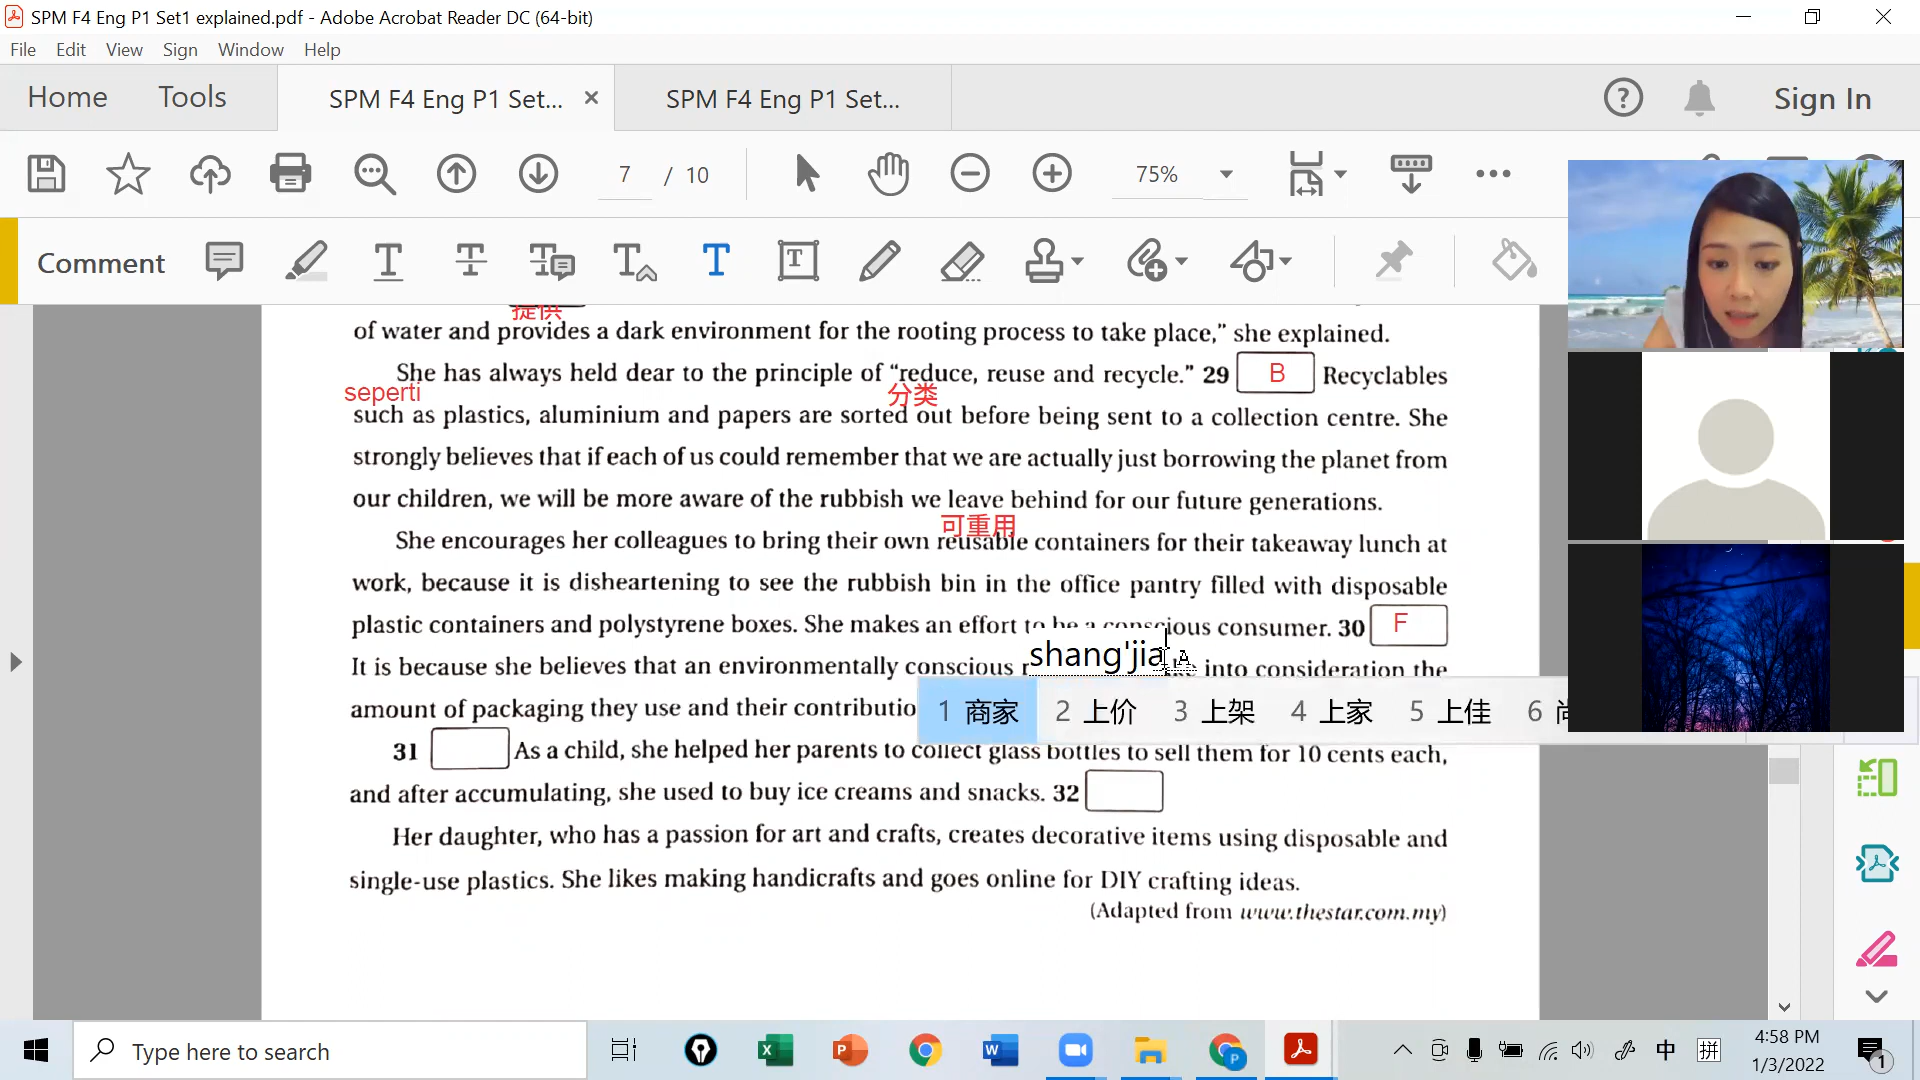 SPM F4 Eng P1 Set1 explained.pdf - Adobe Acrobat Reader DC (64-bit)
File Edit View Sign Window Help
Home Tools SPM F4 Eng P1 Set... × SPM F4 Eng P1 Set... Sign In
7 / 10 75%
Comment
提供
of water and provides a dark environment for the rooting process to take place,” she explained.
She has always held dear to the principle of “reduce, reuse and recycle.” 29 B Recyclables
seperti 分类
such as plastics, aluminium and papers are sorted out before being sent to a collection centre. She
strongly believes that if each of us could remember that we are actually just borrowing the planet from
our children, we will be more aware of the rubbish we leave behind for our future generations.
可重用
She encourages her colleagues to bring their own reusable containers for their takeaway lunch at
work, because it is disheartening to see the rubbish bin in the office pantry filled with disposable
plastic containers and polystyrene boxes. She makes an effort to be a conscious consumer. 30 F
shang'jia
It is because she believes that an environmentally conscious into consideration the
amount of packaging they use and their contributio
1 商家 2 上价 3 上架 4 上家 5 上佳 6
31 As a child, she helped her parents to collect glass bottles to sell them for 10 cents each,
and after accumulating, she used to buy ice creams and snacks. 32
Her daughter, who has a passion for art and crafts, creates decorative items using disposable and
single-use plastics. She likes making handicrafts and goes online for DIY crafting ideas.
(Adapted from www.thestar.com.my)
Type here to search
中 拼 4:58 PM
1/3/2022 1